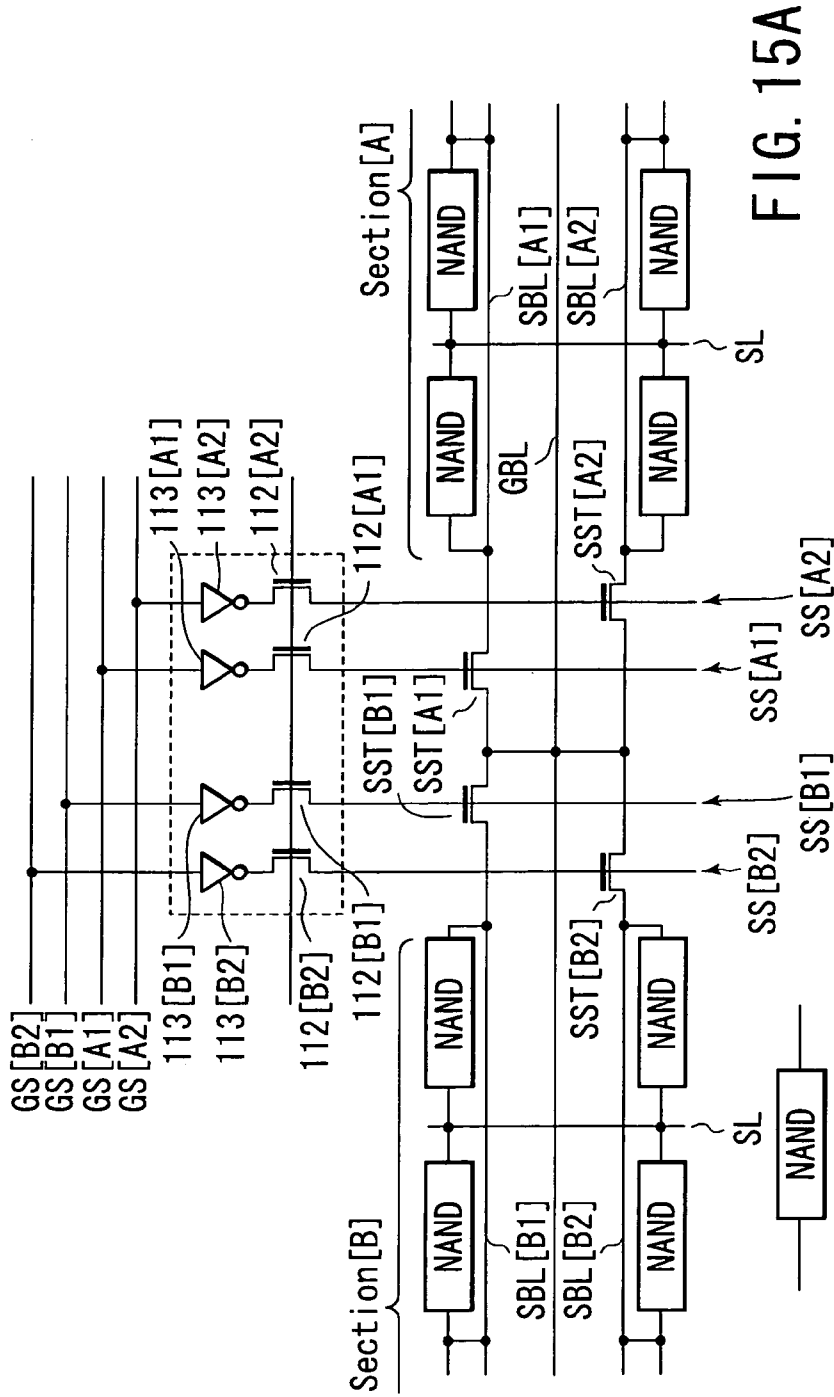 GS[B2]
GS[B1]
GS[A1]
GS[A2]
113[B1]
113[B2]
112[B2]
112[B1]
113[A1]
113[A2]
112[A2]
112[A1]
Section[B]
Section[A]
NAND
NAND
NAND
NAND
SST[B1]
SST[A1]
SBL[B1]
SBL[B2]
GBL
SBL[A1]
SBL[A2]
SST[B2]
SST[A2]
NAND
NAND
NAND
NAND
SL
SL
SS[B2]
SS[B1]
SS[A1]
SS[A2]
NAND
FIG. 15A